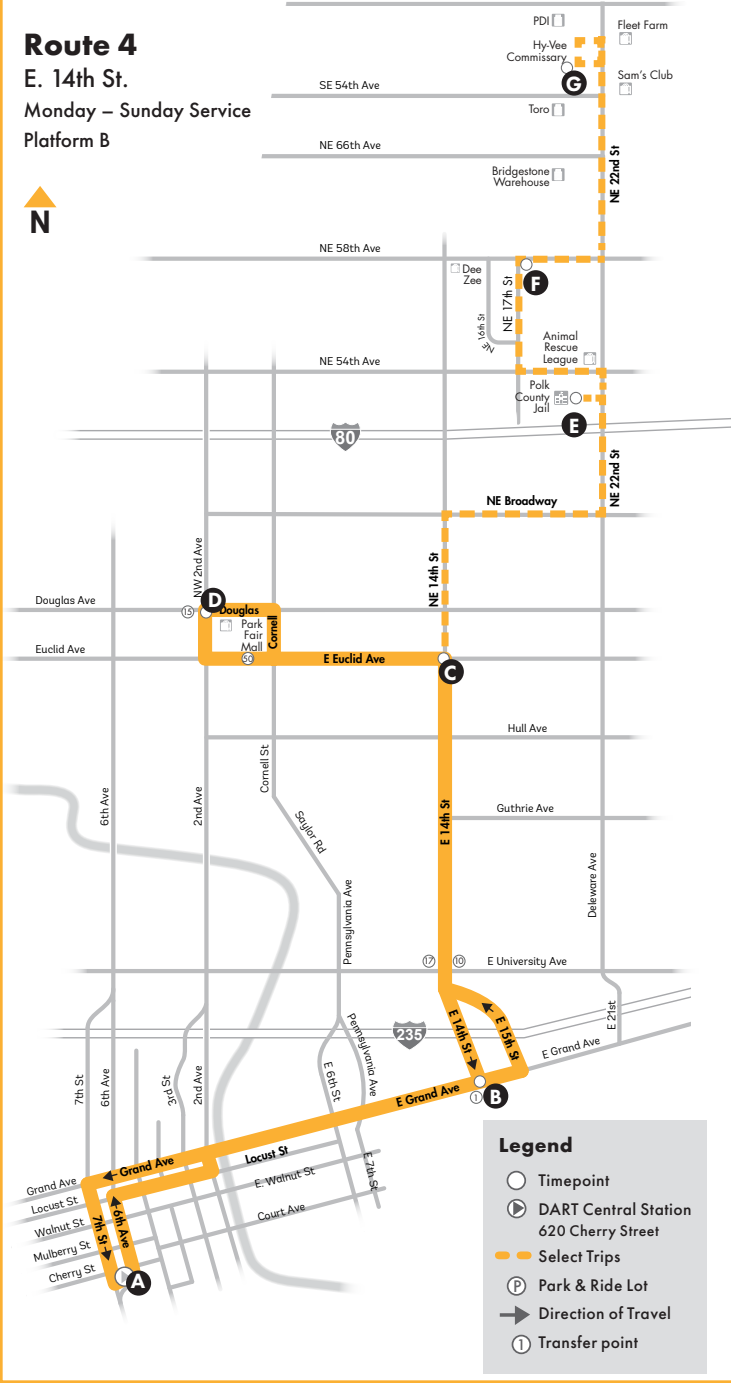 Route 4
E. 14th St.
Monday – Sunday Service
Platform B
N
PDI
Fleet Farm
Hy-Vee
Commissary
G
Sam's Club
SE 54th Ave
Toro
NE 66th Ave
Bridgestone
Warehouse
NE 22nd St
NE 58th Ave
Dee
Zee
F
NE 17th St
NE 16th St
Animal
Rescue
League
NE 54th Ave
Polk
County
Jail
E
80
NE 22nd St
NE Broadway
NW 2nd Ave
NE 14th St
D
Douglas Ave
15
Douglas
Park
Fair
Mall
Cornell
50
Euclid Ave
E Euclid Ave
C
Hull Ave
Cornell St
6th Ave
2nd Ave
E 14th St
Guthrie Ave
Saylor Rd
Pennsylvania Ave
Deleware Ave
17
10
E University Ave
E 14th St
E 15th St
E 21st
235
E Grand Ave
Pennsylvania Ave
E 6th St
7th St
6th Ave
3rd St
2nd Ave
E Grand Ave
1
B
Grand Ave
Grand Ave
Locust St
Locust St
E. Walnut St
E 7th St
Walnut St
Court Ave
Mulberry St
7th St
6th Ave
Cherry St
A
Legend
Timepoint
DART Central Station
620 Cherry Street
Select Trips
P Park & Ride Lot
Direction of Travel
1 Transfer point